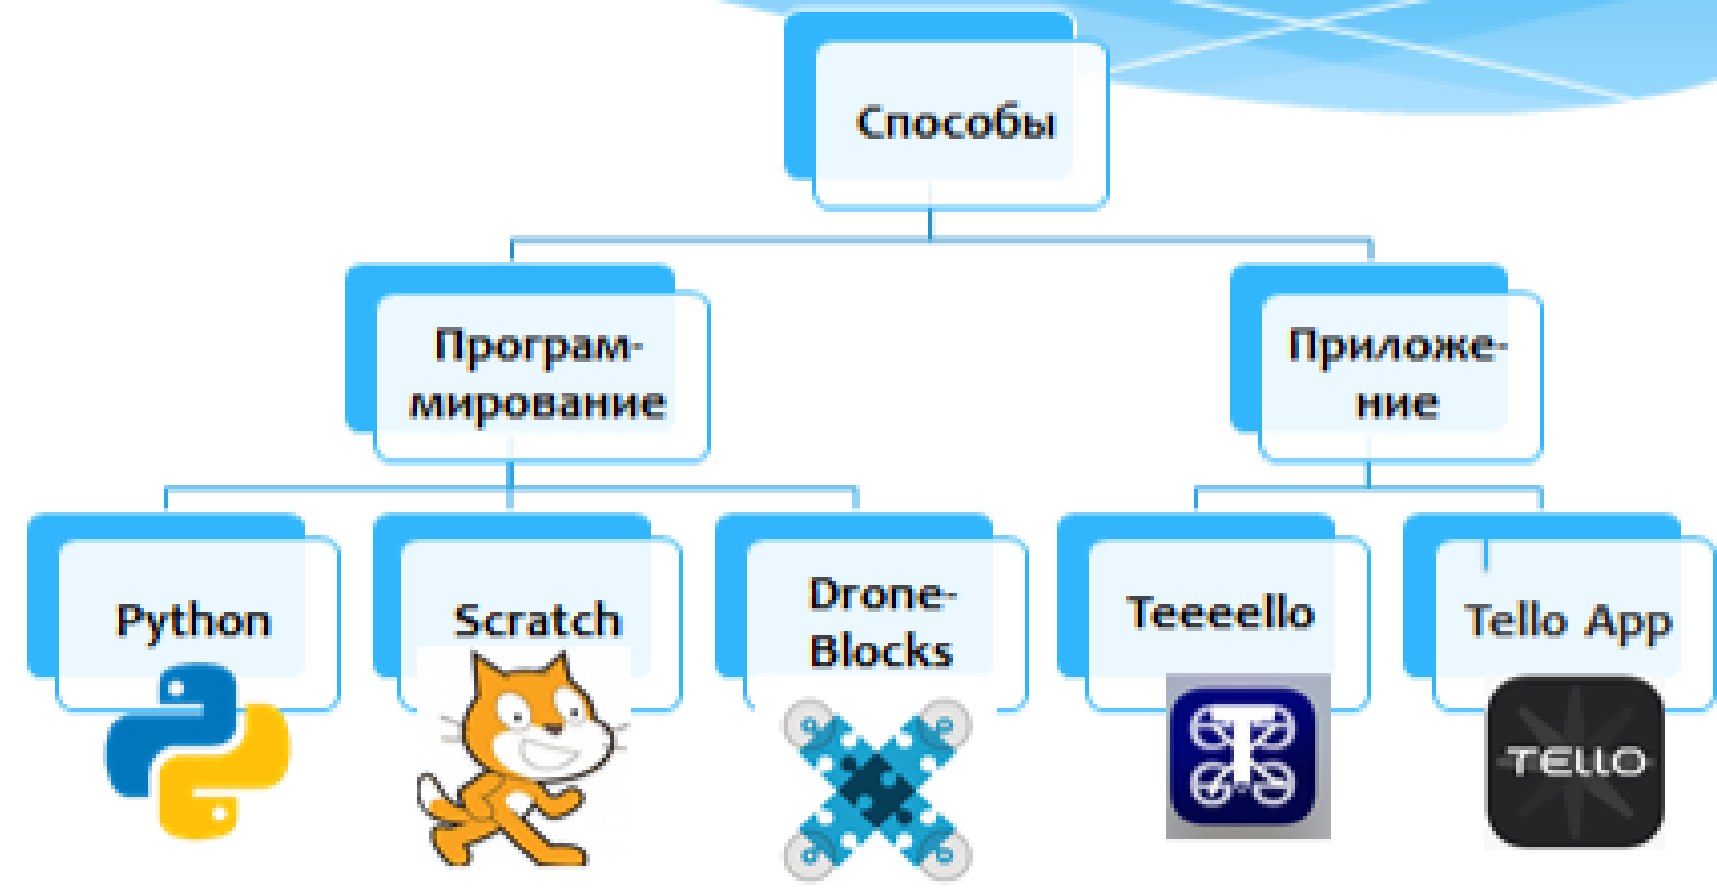 Способы
Програм-
мирование
Приложе-
ние
Python
Scratch
Drone-
Blocks
Teeeello
Tello App
TELLO